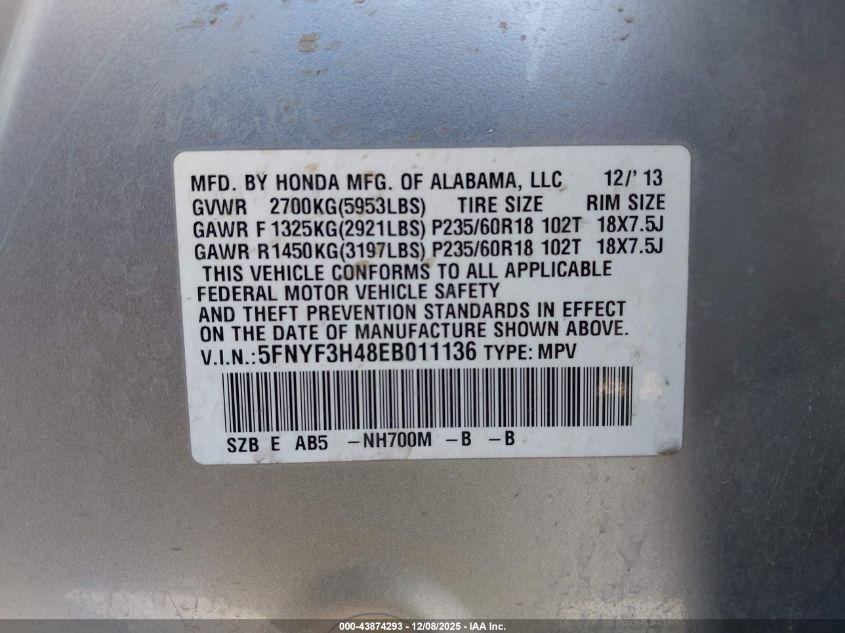 MFD. BY HONDA MFG. OF ALABAMA, LLC 12/' 13
GVWR 2700KG(5953LBS) TIRE SIZE RIM SIZE
GAWR F 1325KG(2921LBS) P235/60R18 102T 18X7.5J
GAWR R 1450KG(3197LBS) P235/60R18 102T 18X7.5J
THIS VEHICLE CONFORMS TO ALL APPLICABLE
FEDERAL MOTOR VEHICLE SAFETY
AND THEFT PREVENTION STANDARDS IN EFFECT
ON THE DATE OF MANUFACTURE SHOWN ABOVE.
V.I.N.:5FNYF3H48EB011136 TYPE: MPV
SZB E AB5 -NH700M -B -B
000-43874293 - 12/08/2025 - IAA Inc.